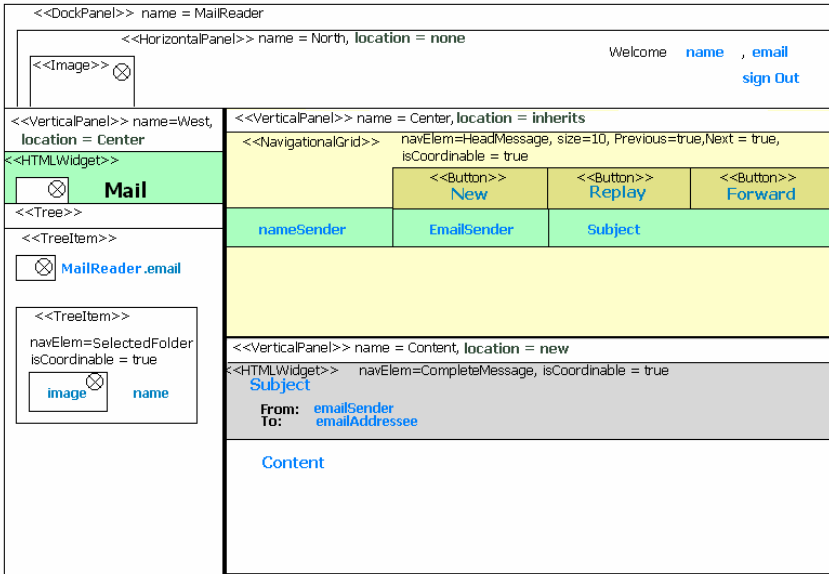 <<DockPanel>> name = MailReader
<<HorizontalPanel>> name = North, location = none
<<Image>>
Welcome name , email
sign Out
<<VerticalPanel>> name=West,
location = Center
<<HTMLWidget>>
Mail
<<Tree>>
<<TreeItem>>
MailReader.email
<<TreeItem>>
navElem=SelectedFolder
isCoordinable = true
image name
<<VerticalPanel>> name = Center, location = inherits
<<NavigationalGrid>> navElem=HeadMessage, size=10, Previous=true,Next = true,
isCoordinable = true
<<Button>> <<Button>> <<Button>>
New Replay Forward
nameSender EmailSender Subject
<<VerticalPanel>> name = Content, location = new
<<HTMLWidget>> navElem=CompleteMessage, isCoordinable = true
Subject
From: emailSender
To: emailAddressee
Content